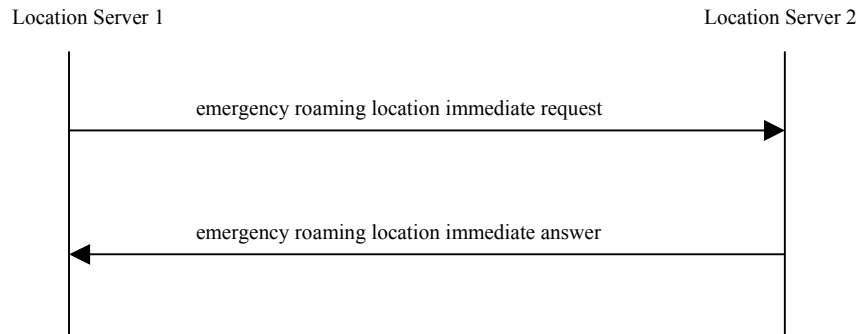 Location Server 1
Location Server 2
emergency roaming location immediate request
emergency roaming location immediate answer